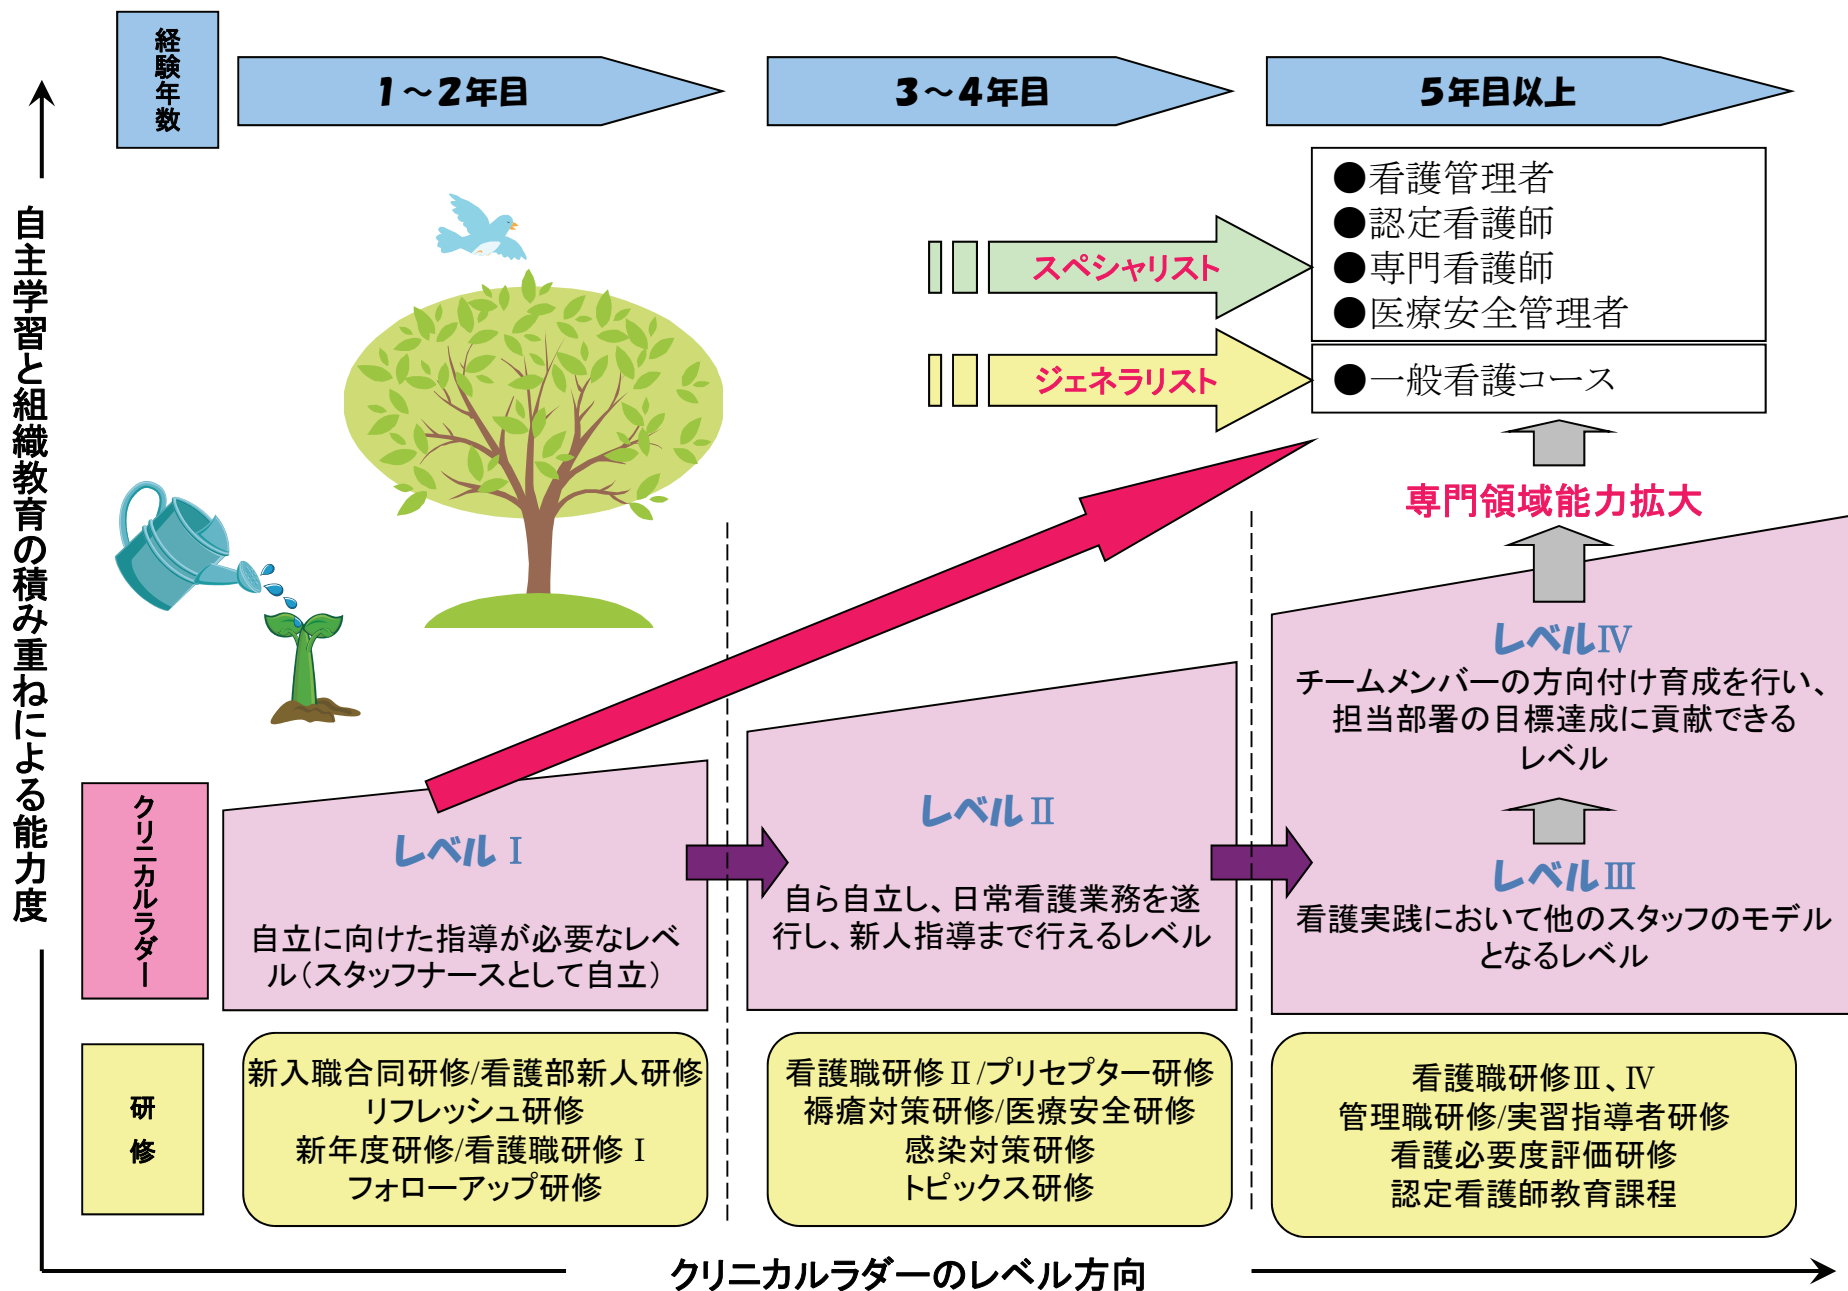 経験年数
1～2年目
3～4年目
5年目以上
自主学習と組織教育の積み重ねによる能力度
●看護管理者
●認定看護師
●専門看護師
●医療安全管理者
スペシャリスト
ジェネラリスト
●一般看護コース
専門領域能力拡大
クリニカルラダー
レベルⅠ
自立に向けた指導が必要なレベ
ル（スタッフナースとして自立）
レベルⅡ
自ら自立し、日常看護業務を遂
行し、新人指導まで行えるレベル
レベルⅣ
チームメンバーの方向付け育成を行い、
担当部署の目標達成に貢献できる
レベル
レベルⅢ
看護実践において他のスタッフのモデル
となるレベル
研修
新入職合同研修/看護部新人研修
リフレッシュ研修
新年度研修/看護職研修Ⅰ
フォローアップ研修
看護職研修Ⅱ/プリセプター研修
褥瘡対策研修/医療安全研修
感染対策研修
トピックス研修
看護職研修Ⅲ、Ⅳ
管理職研修/実習指導者研修
看護必要度評価研修
認定看護師教育課程
クリニカルラダーのレベル方向